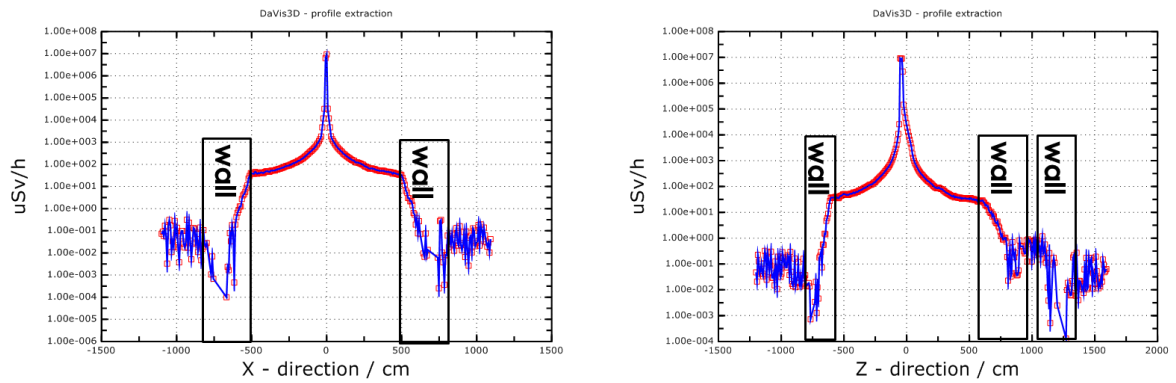 DaVis3D - profile extraction
1.00e+008
1.00e+007
1.00e+006
1.00e+005
1.00e+004
1.00e+003
1.00e+002
1.00e+001
1.00e+000
1.00e-001
1.00e-002
1.00e-003
1.00e-004
1.00e-005
1.00e-006
uSv/h
wall
wall
-1500 -1000 -500 0 500 1000 1500
X - direction / cm
DaVis3D - profile extraction
1.00e+008
1.00e+007
1.00e+006
1.00e+005
1.00e+004
1.00e+003
1.00e+002
1.00e+001
1.00e+000
1.00e-001
1.00e-002
1.00e-003
1.00e-004
uSv/h
wall
wall
wall
-1500 -1000 -500 0 500 1000 1500 2000
Z - direction / cm